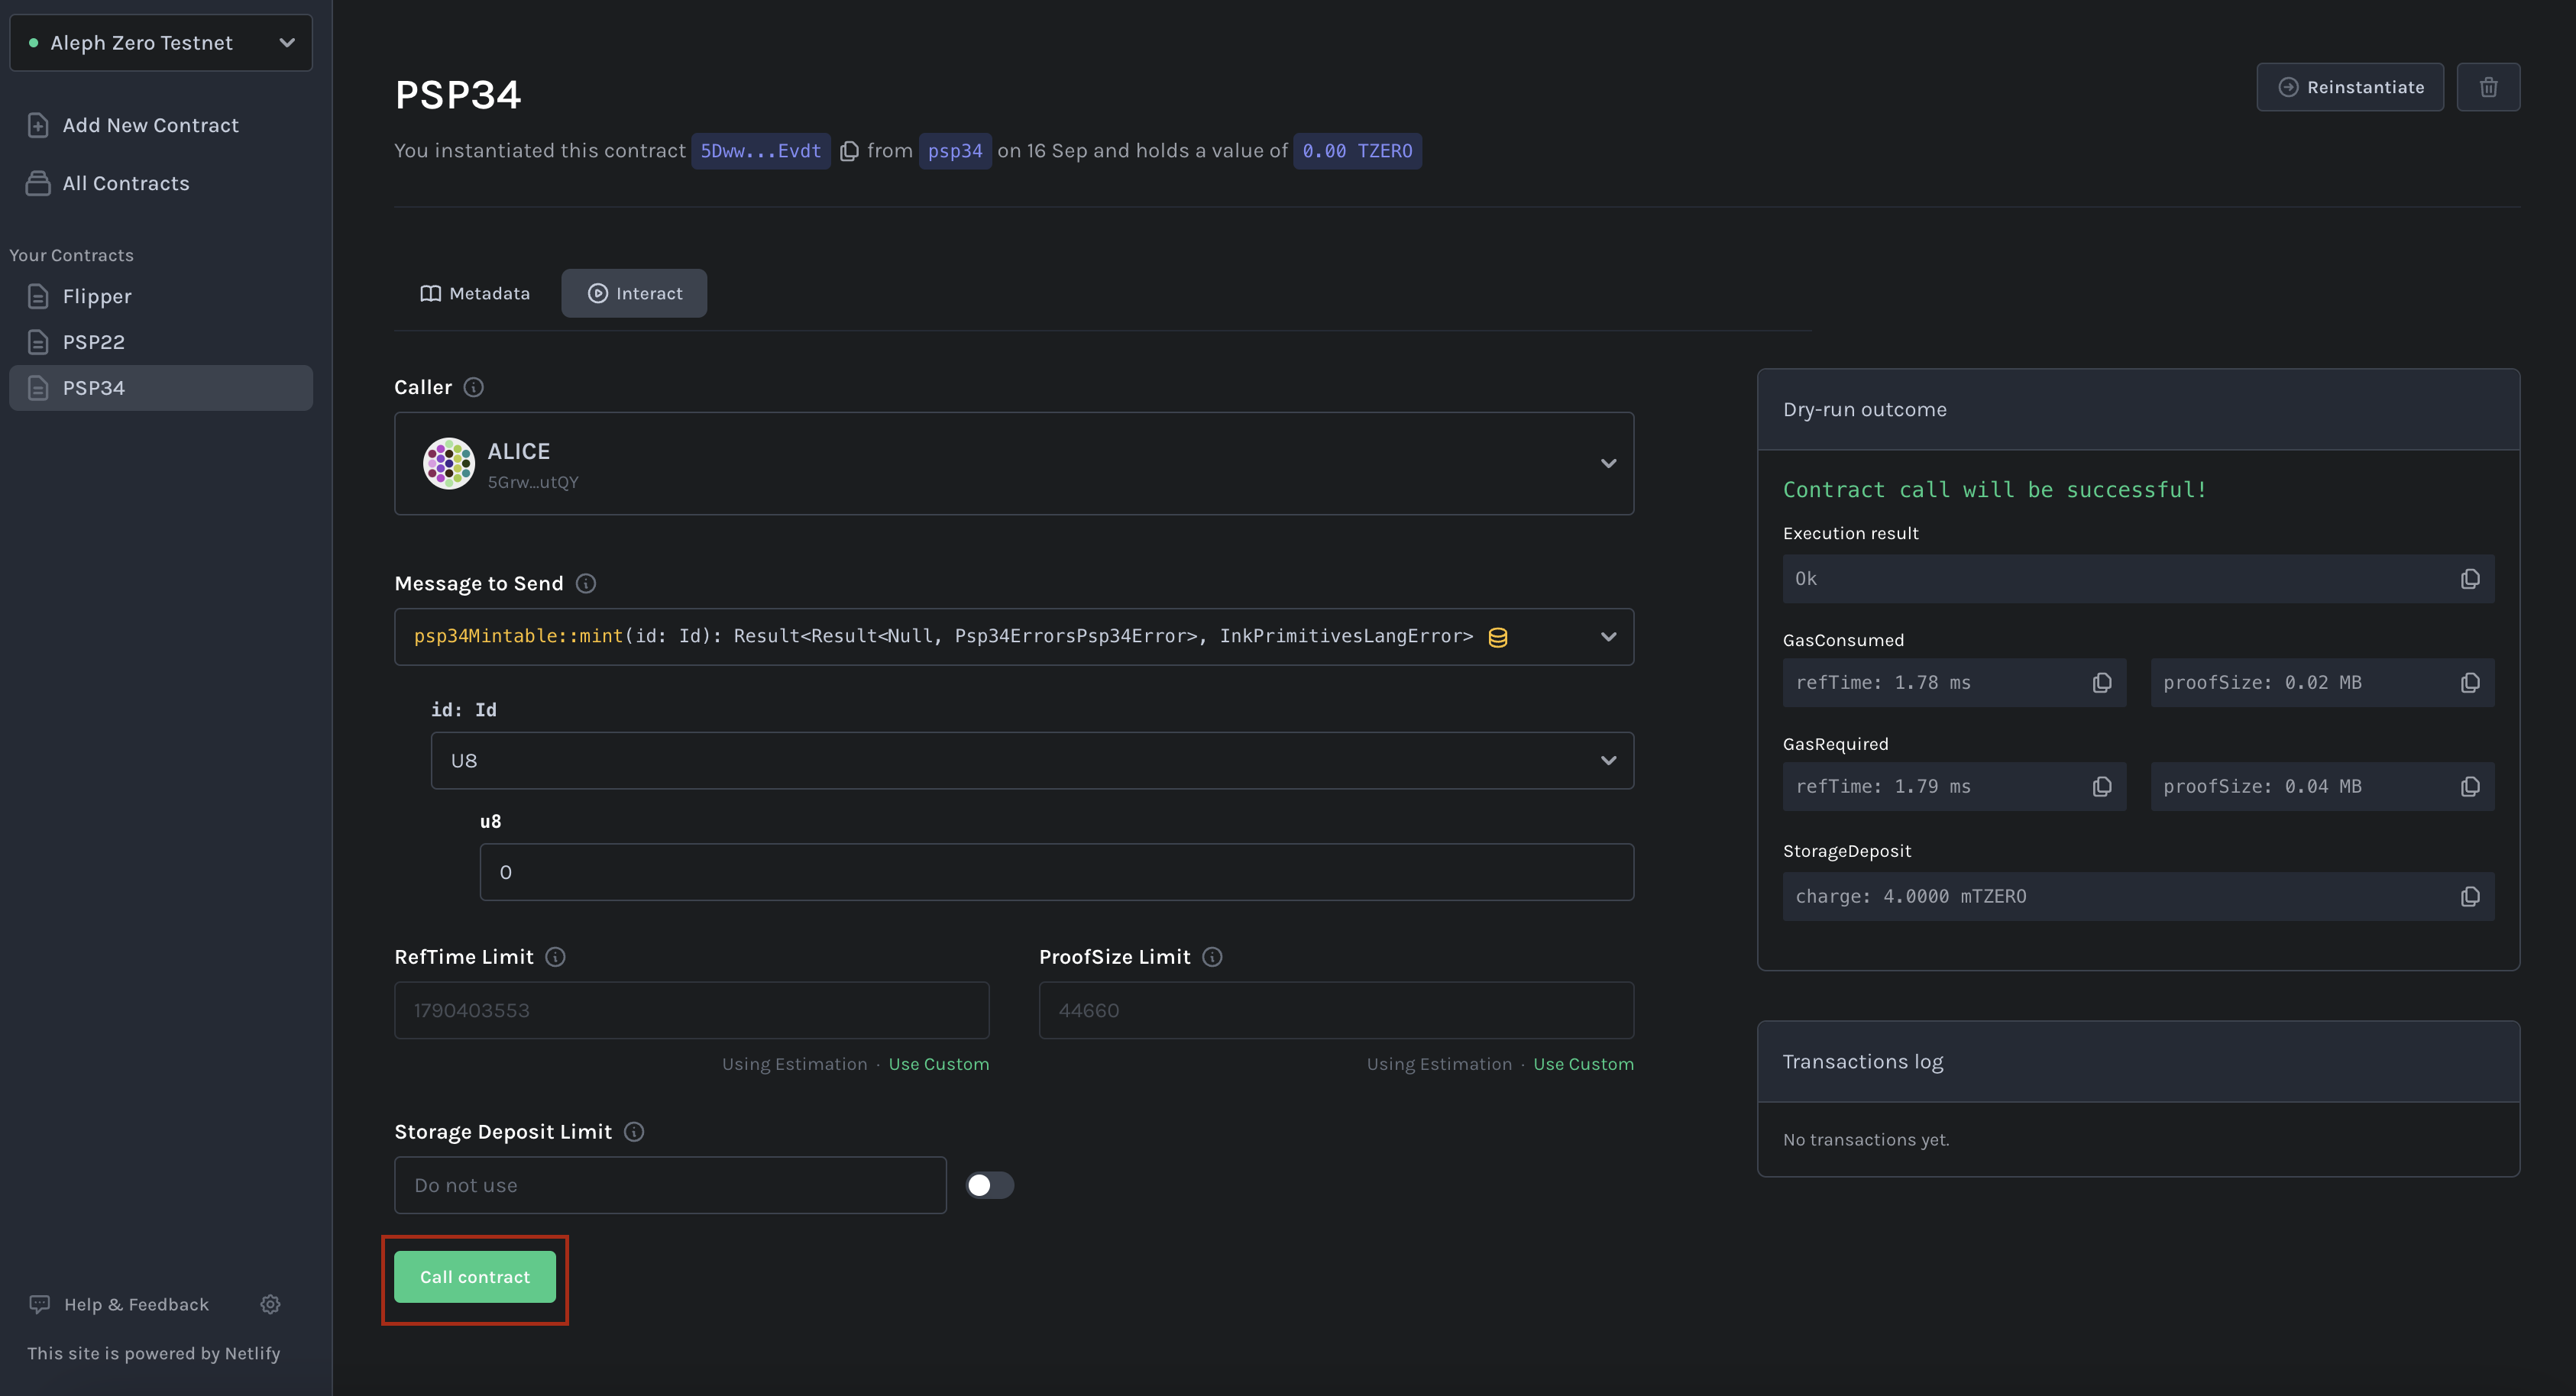 Aleph Zero Testnet
Add New Contract
All Contracts
Your Contracts
Flipper
PSP22
PSP34
Help & Feedback
This site is powered by Netlify
PSP34
Reinstantiate
You instantiated this contract 5Dww...Evdt from psp34 on 16 Sep and holds a value of 0.00 TZERO
Metadata
Interact
Caller
ALICE
5Grw...utQY
Message to Send
psp34Mintable::mint(id: Id): Result<Result<Null, Psp34ErrorsPsp34Error>, InkPrimitivesLangError>
id: Id
U8
u8
0
RefTime Limit
1790403553
Using Estimation · Use Custom
ProofSize Limit
44660
Using Estimation · Use Custom
Storage Deposit Limit
Do not use
Call contract
Dry-run outcome
Contract call will be successful!
Execution result
Ok
GasConsumed
refTime: 1.78 ms
proofSize: 0.02 MB
GasRequired
refTime: 1.79 ms
proofSize: 0.04 MB
StorageDeposit
charge: 4.0000 mTZERO
Transactions log
No transactions yet.